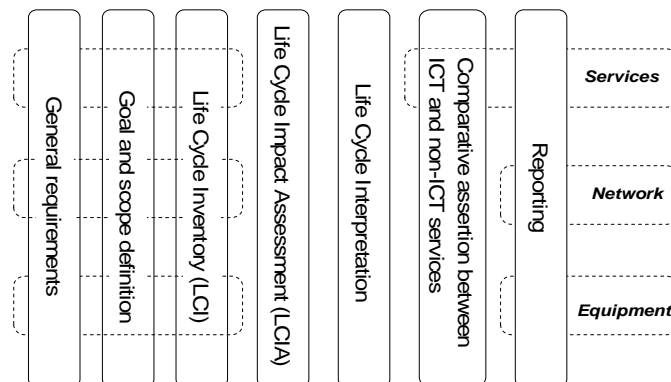 General requirements
Goal and scope definition
Life Cycle Inventory (LCI)
Life Cycle Impact Assessment (LCIA)
Life Cycle Interpretation
Comparative assertion between
ICT and non-ICT services
Reporting
Services
Network
Equipment